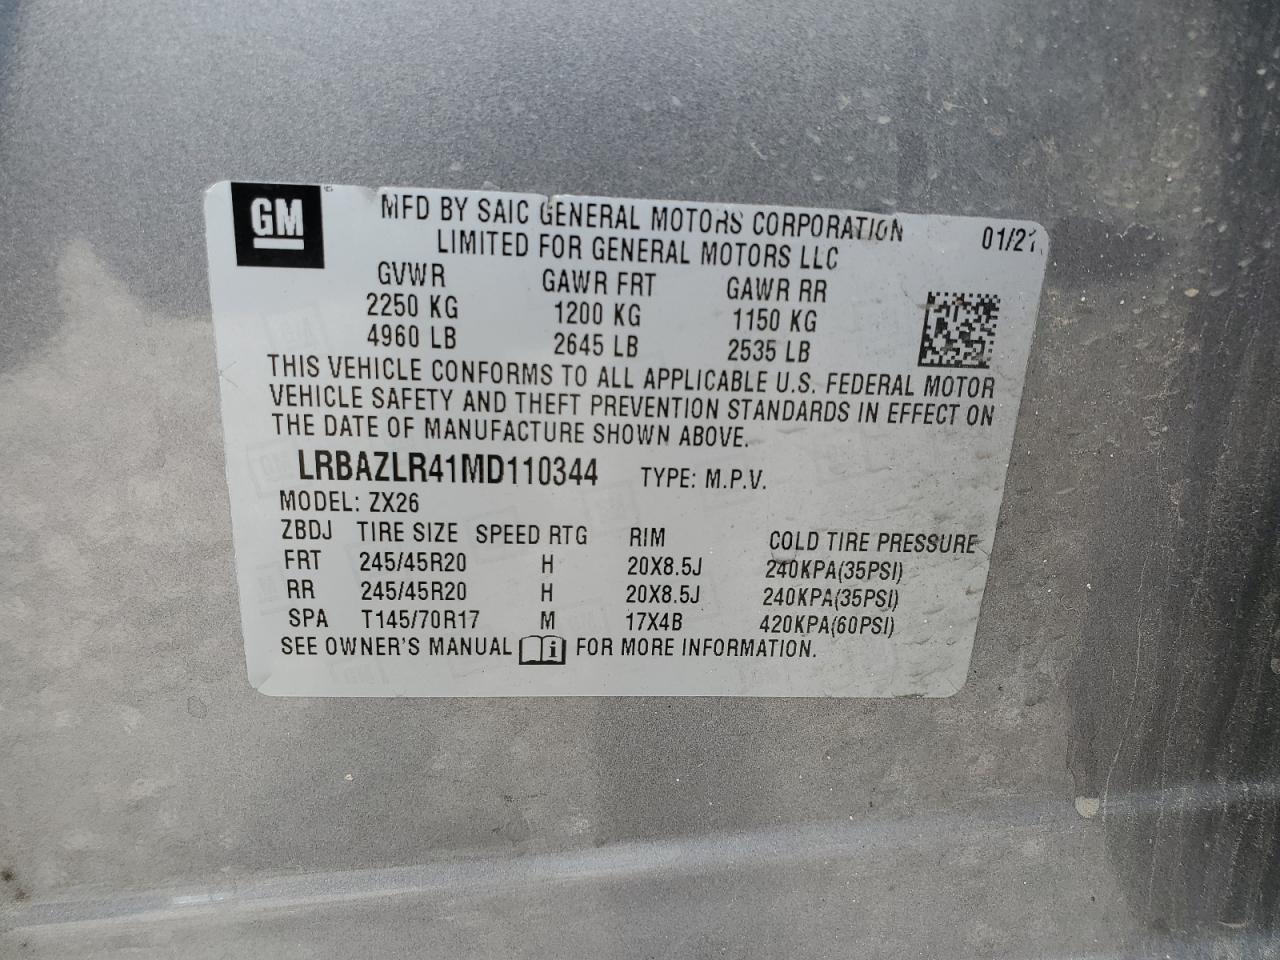 GM
MFD BY SAIC GENERAL MOTORS CORPORATION
LIMITED FOR GENERAL MOTORS LLC
01/21
GVWR GAWR FRT GAWR RR
2250 KG 1200 KG 1150 KG
4960 LB 2645 LB 2535 LB
THIS VEHICLE CONFORMS TO ALL APPLICABLE U.S. FEDERAL MOTOR
VEHICLE SAFETY AND THEFT PREVENTION STANDARDS IN EFFECT ON
THE DATE OF MANUFACTURE SHOWN ABOVE.
LRBAZLR41MD110344 TYPE: M.P.V.
MODEL: ZX26
ZBDJ TIRE SIZE SPEED RTG RIM COLD TIRE PRESSURE
FRT 245/45R20 H 20X8.5J 240KPA(35PSI)
RR 245/45R20 H 20X8.5J 240KPA(35PSI)
SPA T145/70R17 M 17X4B 420KPA(60PSI)
SEE OWNER'S MANUAL i FOR MORE INFORMATION.